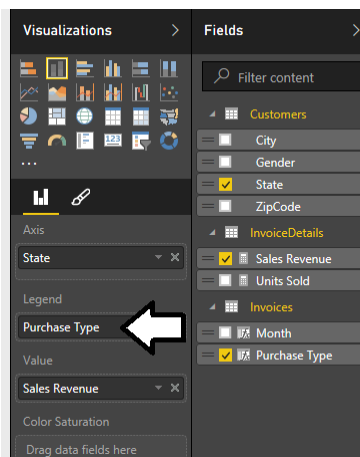 Visualizations
Axis
State
Legend
Purchase Type
Value
Sales Revenue
Color Saturation
Drag data fields here
Fields
Filter content
Customers
City
Gender
State
ZipCode
InvoiceDetails
Sales Revenue
Units Sold
Invoices
Month
Purchase Type